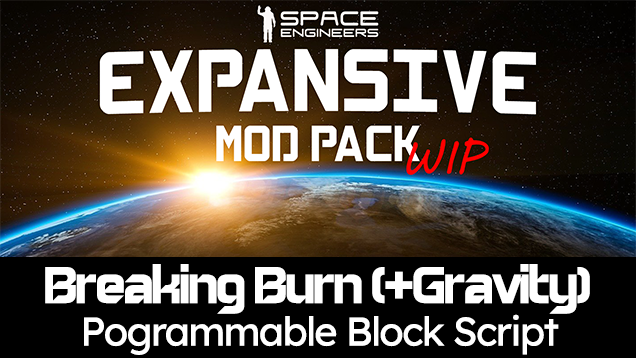 SPACE
ENGINEERS
EXPANSIVE
MOD PACK WIP
Breaking Burn (+Gravity)
Pogrammable Block Script